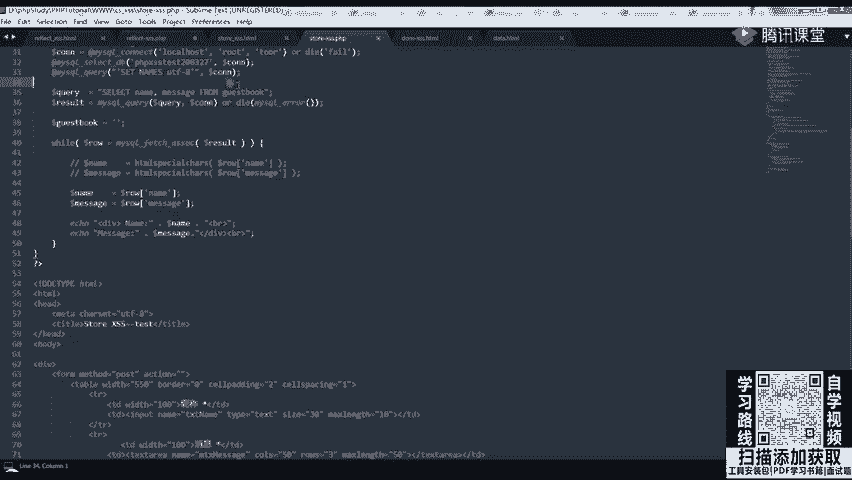 D:\phpStudy\PHPTutorial\WWW\cs_xss\store-xss.php - Sublime Text (UNREGISTERED)
File Edit Selection Find View Goto Tools Project Preferences Help
reflect_xss.html
reflect-xss.php
store_xss.html
store-xss.php
dom-xss.html
data.html
腾讯课堂
31 $conn = @mysql_connect('localhost', 'root', 'toor') or die('fail');
32 @mysql_select_db("phpxsstest200327", $conn);
33 @mysql_query("SET NAMES utf-8", $conn);
35 $query = "SELECT name, message FROM guestbook";
36 $result = mysql_query($query, $conn) or die(mysql_error());
37
38 $guestbook = '';
39
40 while( $row = mysql_fetch_assoc( $result ) ) {
41
42 // $name = htmlspecialchars( $row['name'] );
43 // $message = htmlspecialchars( $row['message'] );
45 $name = $row['name'];
46 $message = $row['message'];
47
48 echo "<div> Name:" . $name . "<br>";
49 echo "Message:" . $message."</div><br>";
50 }
51 }
52 ?>
53
54 <!DOCTYPE html>
55 <html>
56 <head>
57 <meta charset="utf-8">
58 <title>Store XSS--test</title>
59 </head>
60 <body>
61
62 <div>
63 <form method="post" action="">
64 <table width="550" border="0" cellpadding="2" cellspacing="1">
65 <tr>
66 <td width="100"> *</td>
67 <td><input name="txtName" type="text" size="30" maxlength="10"></td>
68 </tr>
69 <tr>
70 <td width="100"> *</td>
71 <td><textarea name="mtxMessage" cols="50" rows="3" maxlength="50"></textarea></td>
Line 34, Column 1
学习路线
自学视频
扫描添加获取
工具安装包|PDF学习书籍|面试题